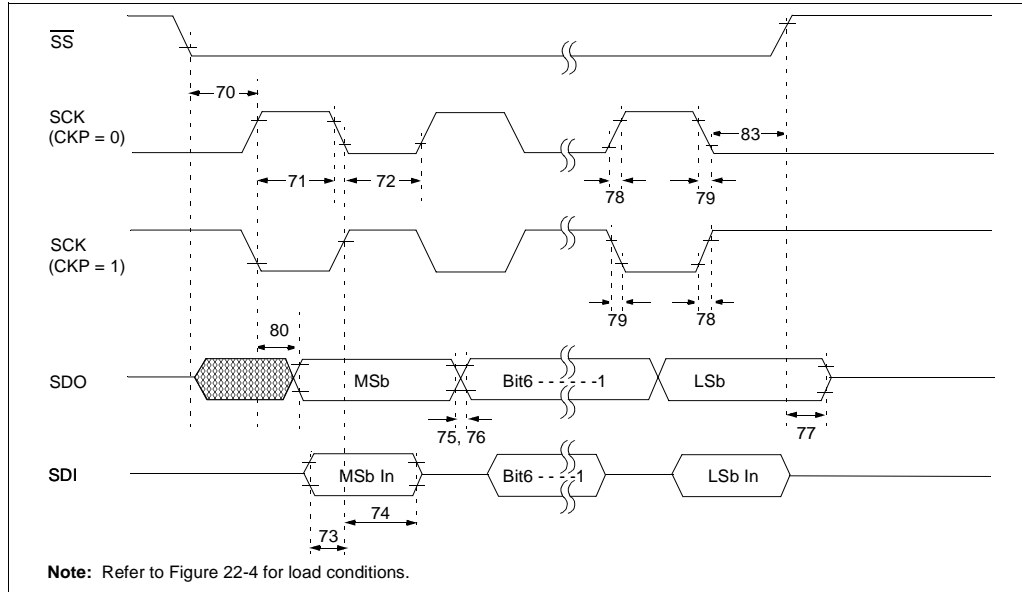 SS
70
SCK
(CKP = 0)
83
71
72
78
79
SCK
(CKP = 1)
79
78
80
SDO
MSb
Bit6 - - - - - -1
LSb
75, 76
77
SDI
MSb In
Bit6 - - - -1
LSb In
74
73
Note: Refer to Figure 22-4 for load conditions.